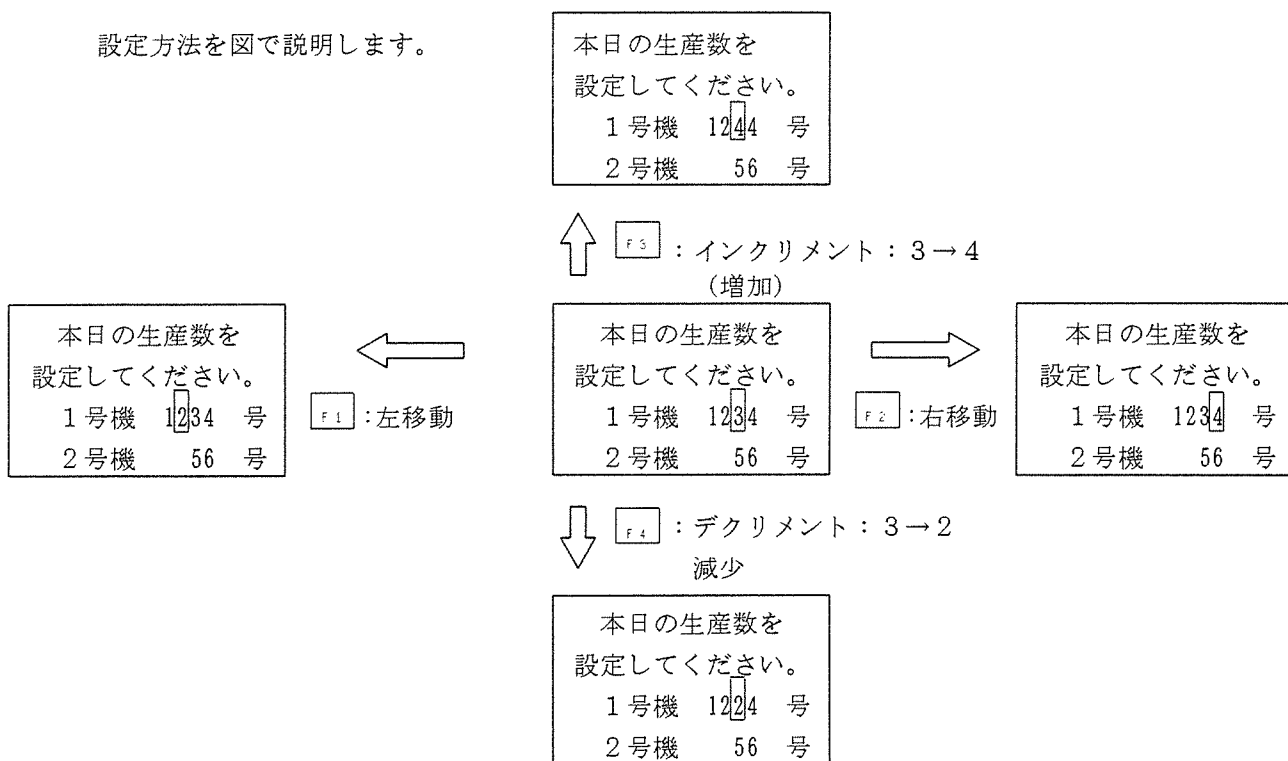 設定方法を図で説明します。
本日の生産数を
設定してください。
1号機 1244 号
2号機 56 号
F3 :インクリメント:3→4
(増加)
本日の生産数を
設定してください。
1号機 1234 号
2号機 56 号
F1 :左移動
本日の生産数を
設定してください。
1号機 1234 号
2号機 56 号
F2 :右移動
本日の生産数を
設定してください。
1号機 1234 号
2号機 56 号
F4 :デクリメント:3→2
減少
本日の生産数を
設定してください。
1号機 1224 号
2号機 56 号